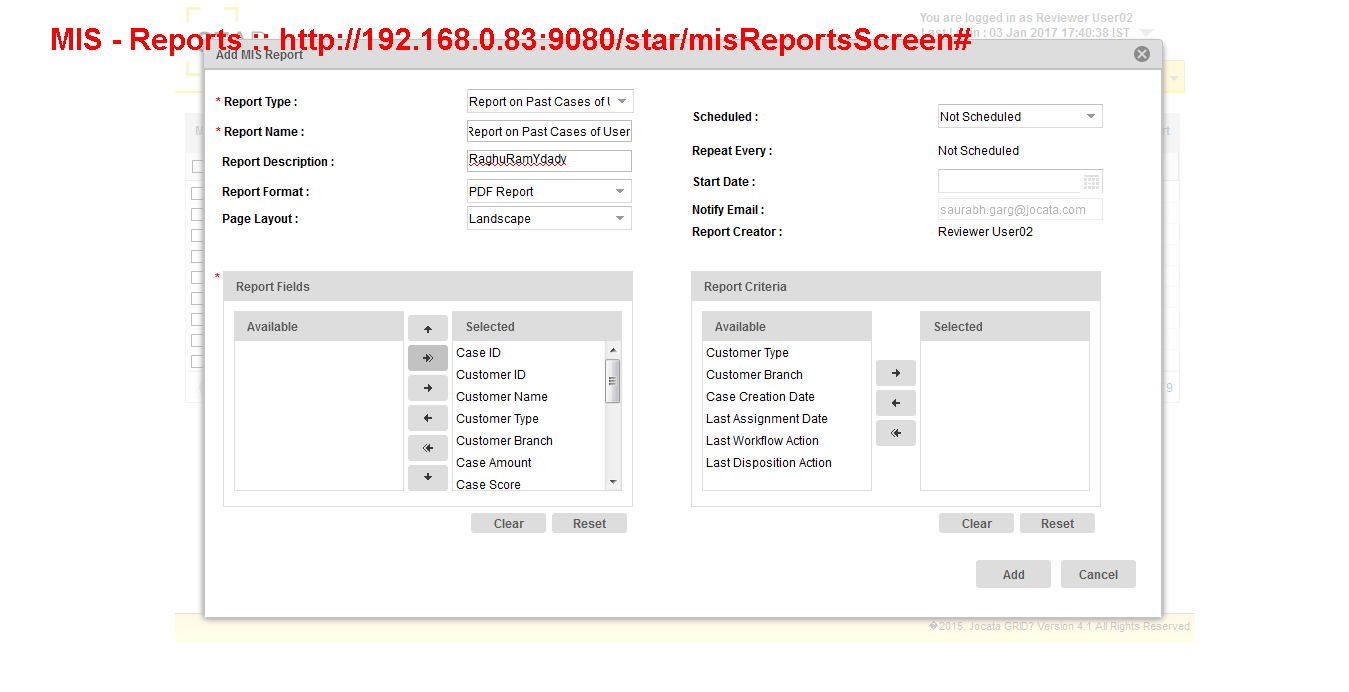 You are logged in as Reviewer User02
Last Login : 03 Jan 2017 17:40:38 IST
MIS - Reports :: http://192.168.0.83:9080/star/misReportsScreen#
Add MIS Report
* Report Type :
Report on Past Cases of U
* Report Name :
Report on Past Cases of User
Report Description :
RaghuRamYdady
Report Format :
PDF Report
Page Layout :
Landscape
Scheduled :
Not Scheduled
Repeat Every :
Not Scheduled
Start Date :
Notify Email :
saurabh.garg@jocata.com
Report Creator :
Reviewer User02
*
Report Fields
Available
Selected
Case ID
Customer ID
Customer Name
Customer Type
Customer Branch
Case Amount
Case Score
Clear
Reset
Report Criteria
Available
Selected
Customer Type
Customer Branch
Case Creation Date
Last Assignment Date
Last Workflow Action
Last Disposition Action
Clear
Reset
Add
Cancel
9
�2015. Jocata GRID? Version 4.1 All Rights Reserved